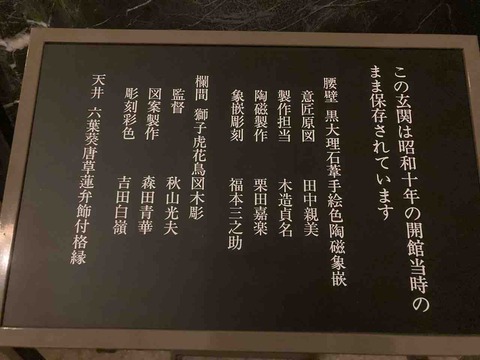 この玄関は昭和十年の開館当時の
まま保存されています
腰壁 黒大理石葦手絵色陶磁象嵌
意匠原図 田中親美
製作担当 木造貞名
陶磁製作 栗田嘉楽
象嵌彫刻 福本三之助
欄間 獅子虎花鳥図木彫
監督 秋山光夫
図案製作 森田青華
彫刻彩色 吉田白嶺
天井 六葉葵唐草蓮弁飾付格縁